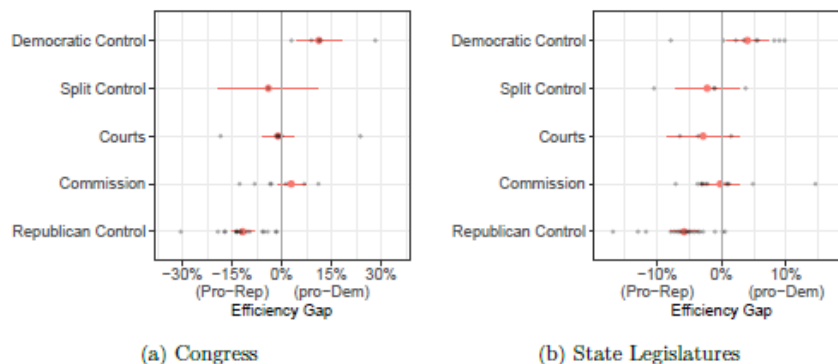 Democratic Control
Split Control
Courts
Commission
Republican Control
−30% −15% 0% 15% 30%
(Pro−Rep) (pro−Dem)
Efficiency Gap
(a) Congress
Democratic Control
Split Control
Courts
Commission
Republican Control
−10% 0% 10%
(Pro−Rep) (pro−Dem)
Efficiency Gap
(b) State Legislatures